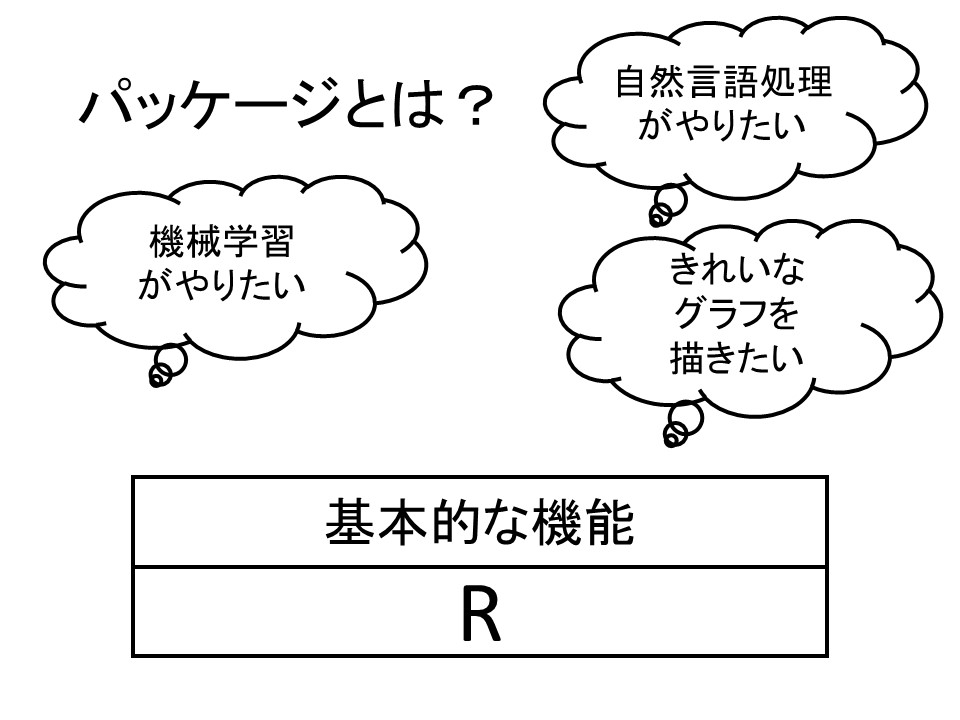 パッケージとは？
自然言語処理
がやりたい
機械学習
がやりたい
きれいな
グラフを
描きたい
基本的な機能
R